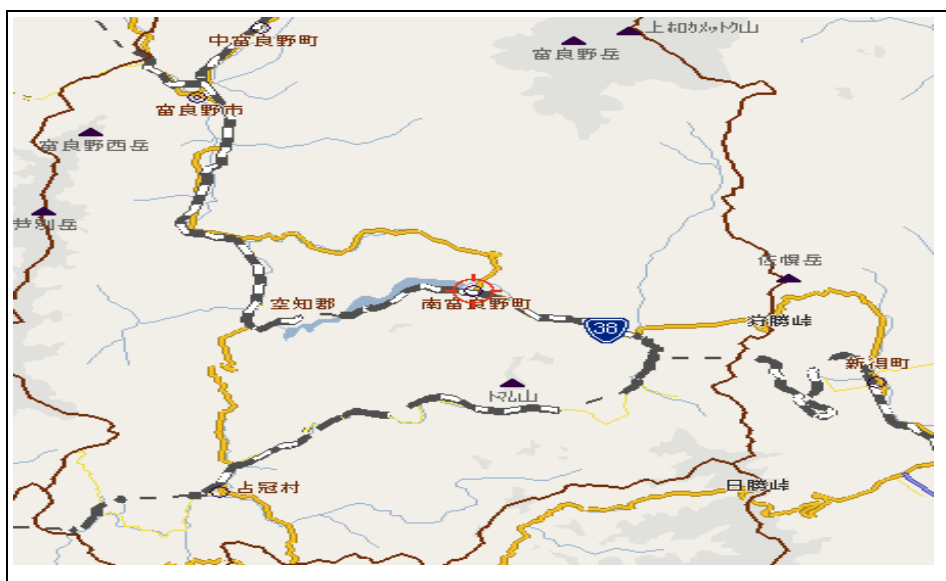 上ホロカメットク山
中富良野町
富良野岳
富良野市
富良野西岳
芦別岳
佐幌岳
空知郡
南富良野町
狩勝峠
38
新得町
トマム山
占冠村
日勝峠